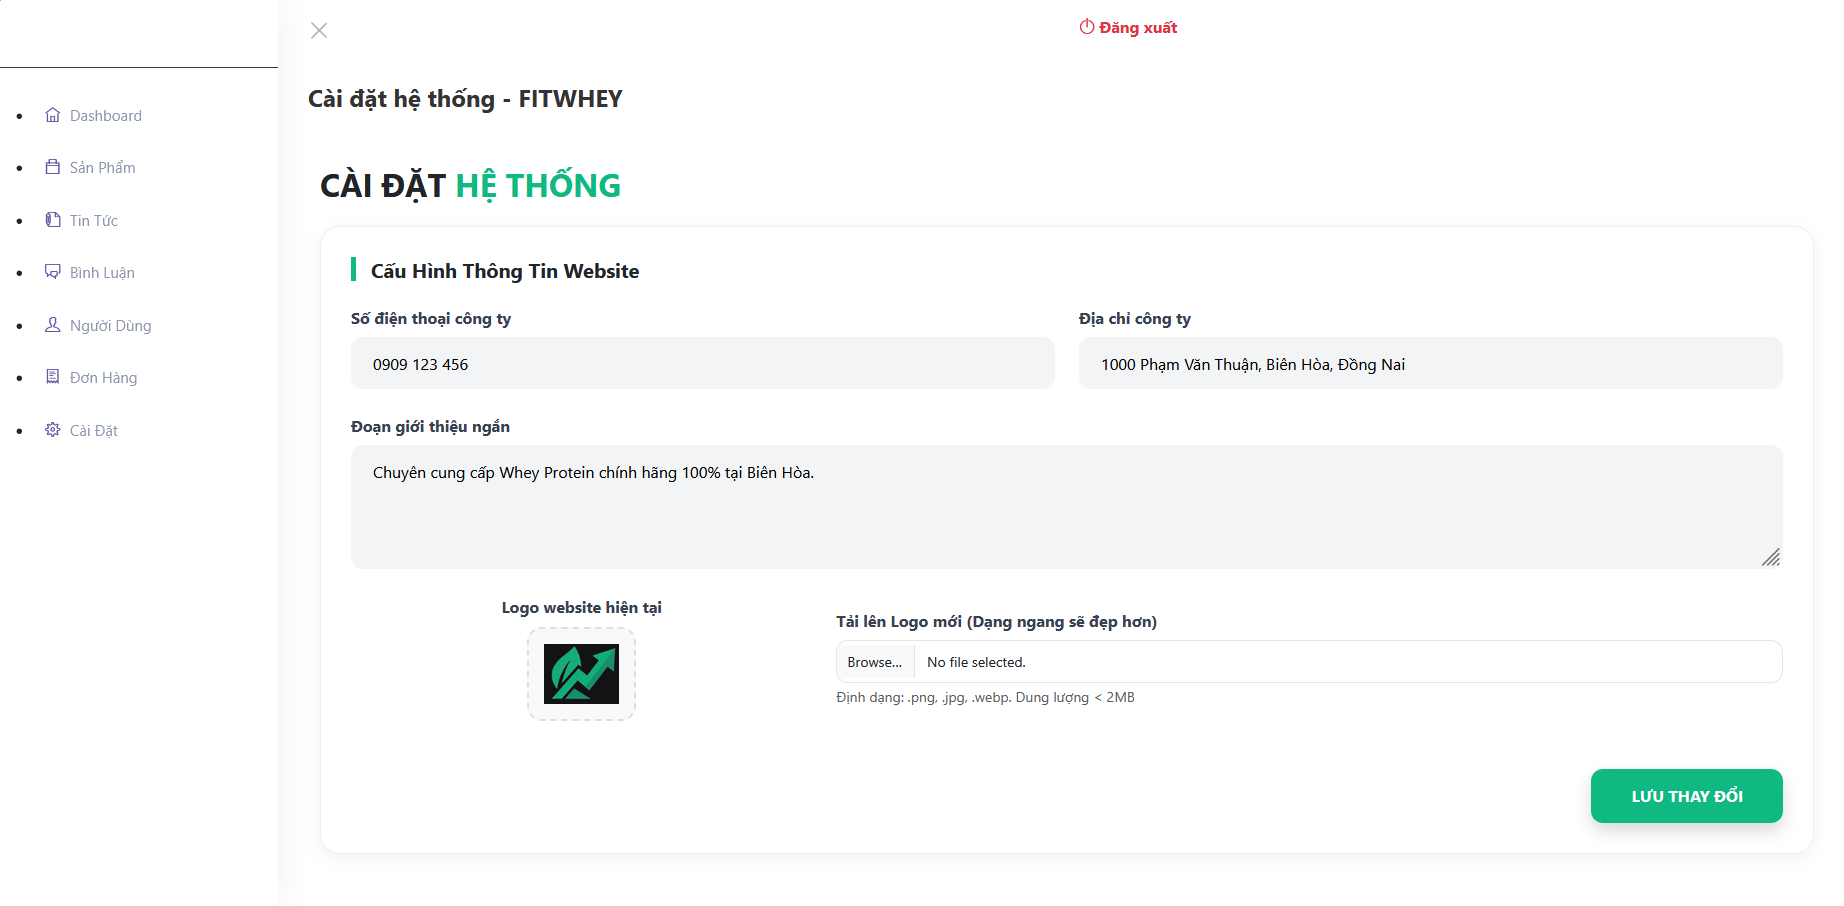 Đăng xuất
Cài đặt hệ thống - FITWHEY
Dashboard
Sản Phẩm
Tin Tức
Bình Luận
Người Dùng
Đơn Hàng
Cài Đặt
CÀI ĐẶT HỆ THỐNG
Cấu Hình Thông Tin Website
Số điện thoại công ty
0909 123 456
Địa chỉ công ty
1000 Phạm Văn Thuận, Biên Hòa, Đồng Nai
Đoạn giới thiệu ngắn
Chuyên cung cấp Whey Protein chính hãng 100% tại Biên Hòa.
Logo website hiện tại
Tải lên Logo mới (Dạng ngang sẽ đẹp hơn)
Browse... No file selected.
Định dạng: .png, .jpg, .webp. Dung lượng < 2MB
LƯU THAY ĐỔI